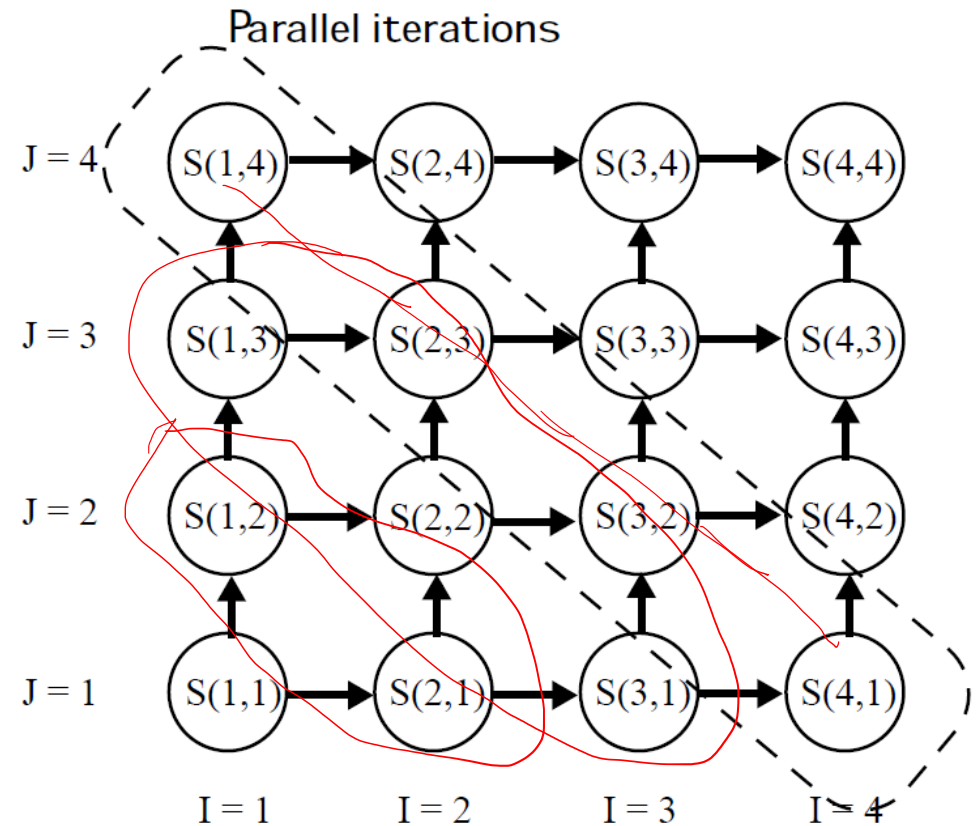 Parallel iterations
J = 4 S(1,4) S(2,4) S(3,4) S(4,4)
J = 3 S(1,3) S(2,3) S(3,3) S(4,3)
J = 2 S(1,2) S(2,2) S(3,2) S(4,2)
J = 1 S(1,1) S(2,1) S(3,1) S(4,1)
I = 1 I = 2 I = 3 I = 4